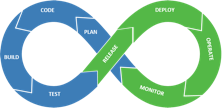 CODE
PLAN
BUILD
TEST
RELEASE
DEPLOY
OPERATE
MONITOR